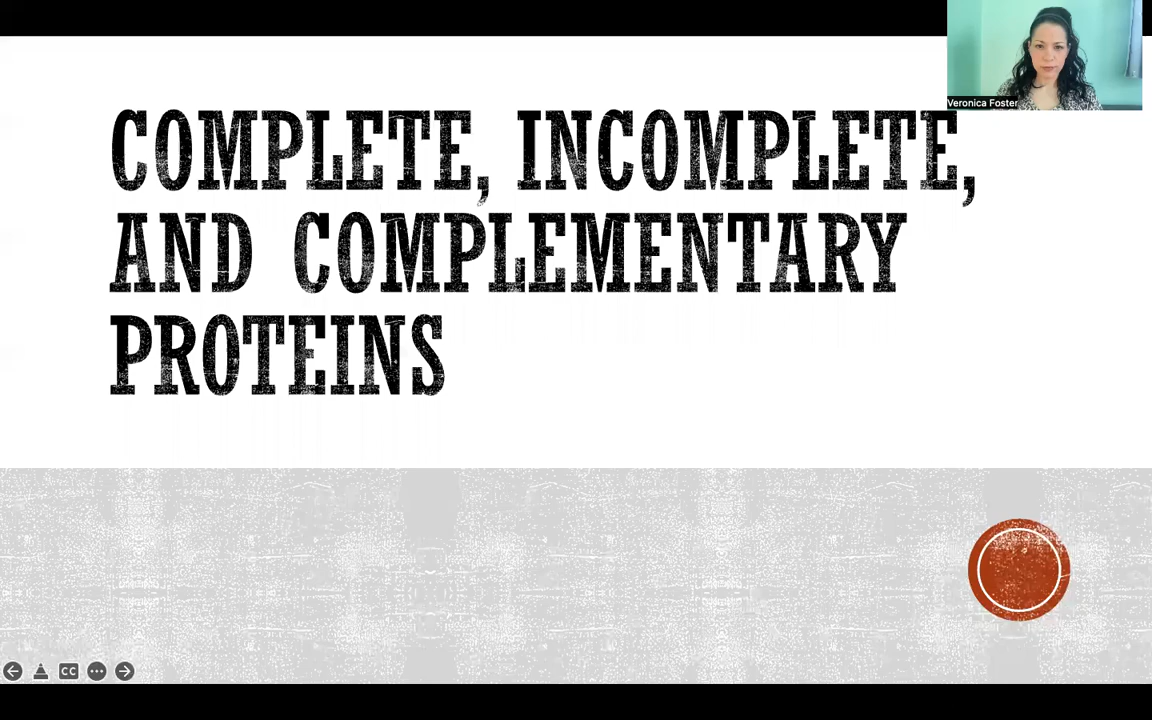 Veronica Foster
COMPLETE, INCOMPLETE,
AND COMPLEMENTARY
PROTEINS
CC